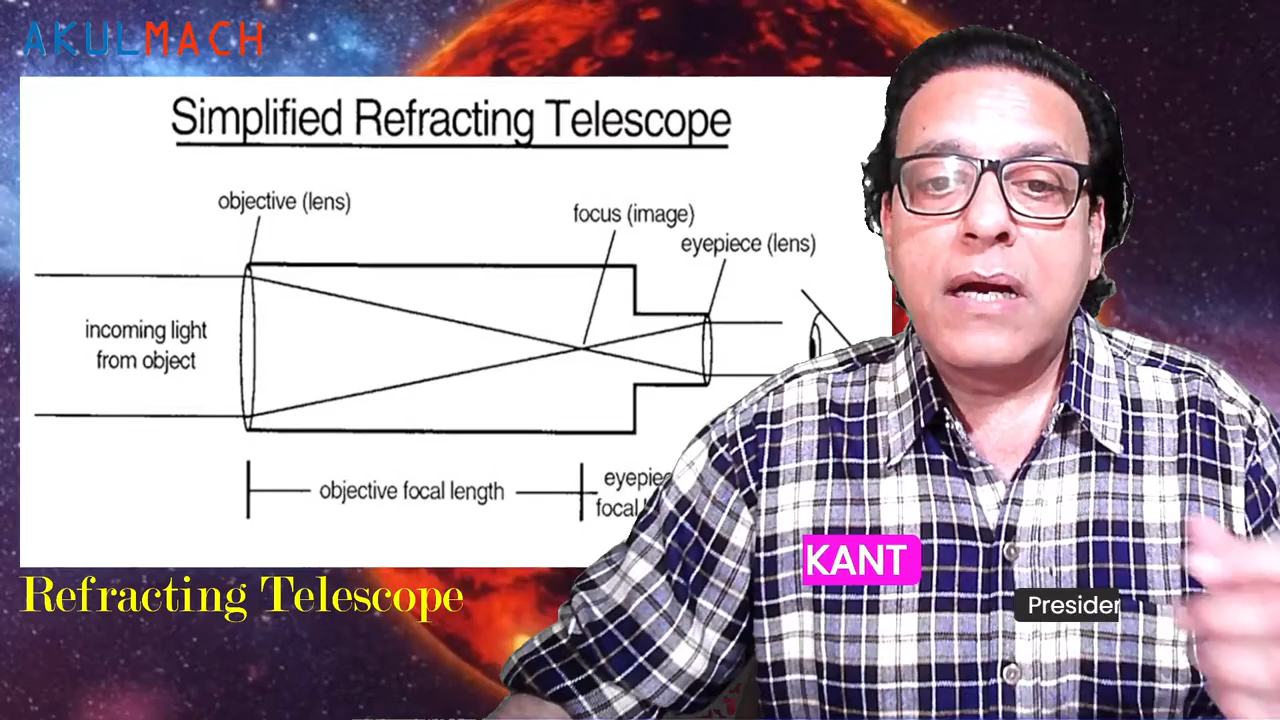 AKULMACH
Simplified Refracting Telescope
objective (lens)
focus (image)
eyepiece (lens)
incoming light
from object
objective focal length
focal
Refracting Telescope
KANT